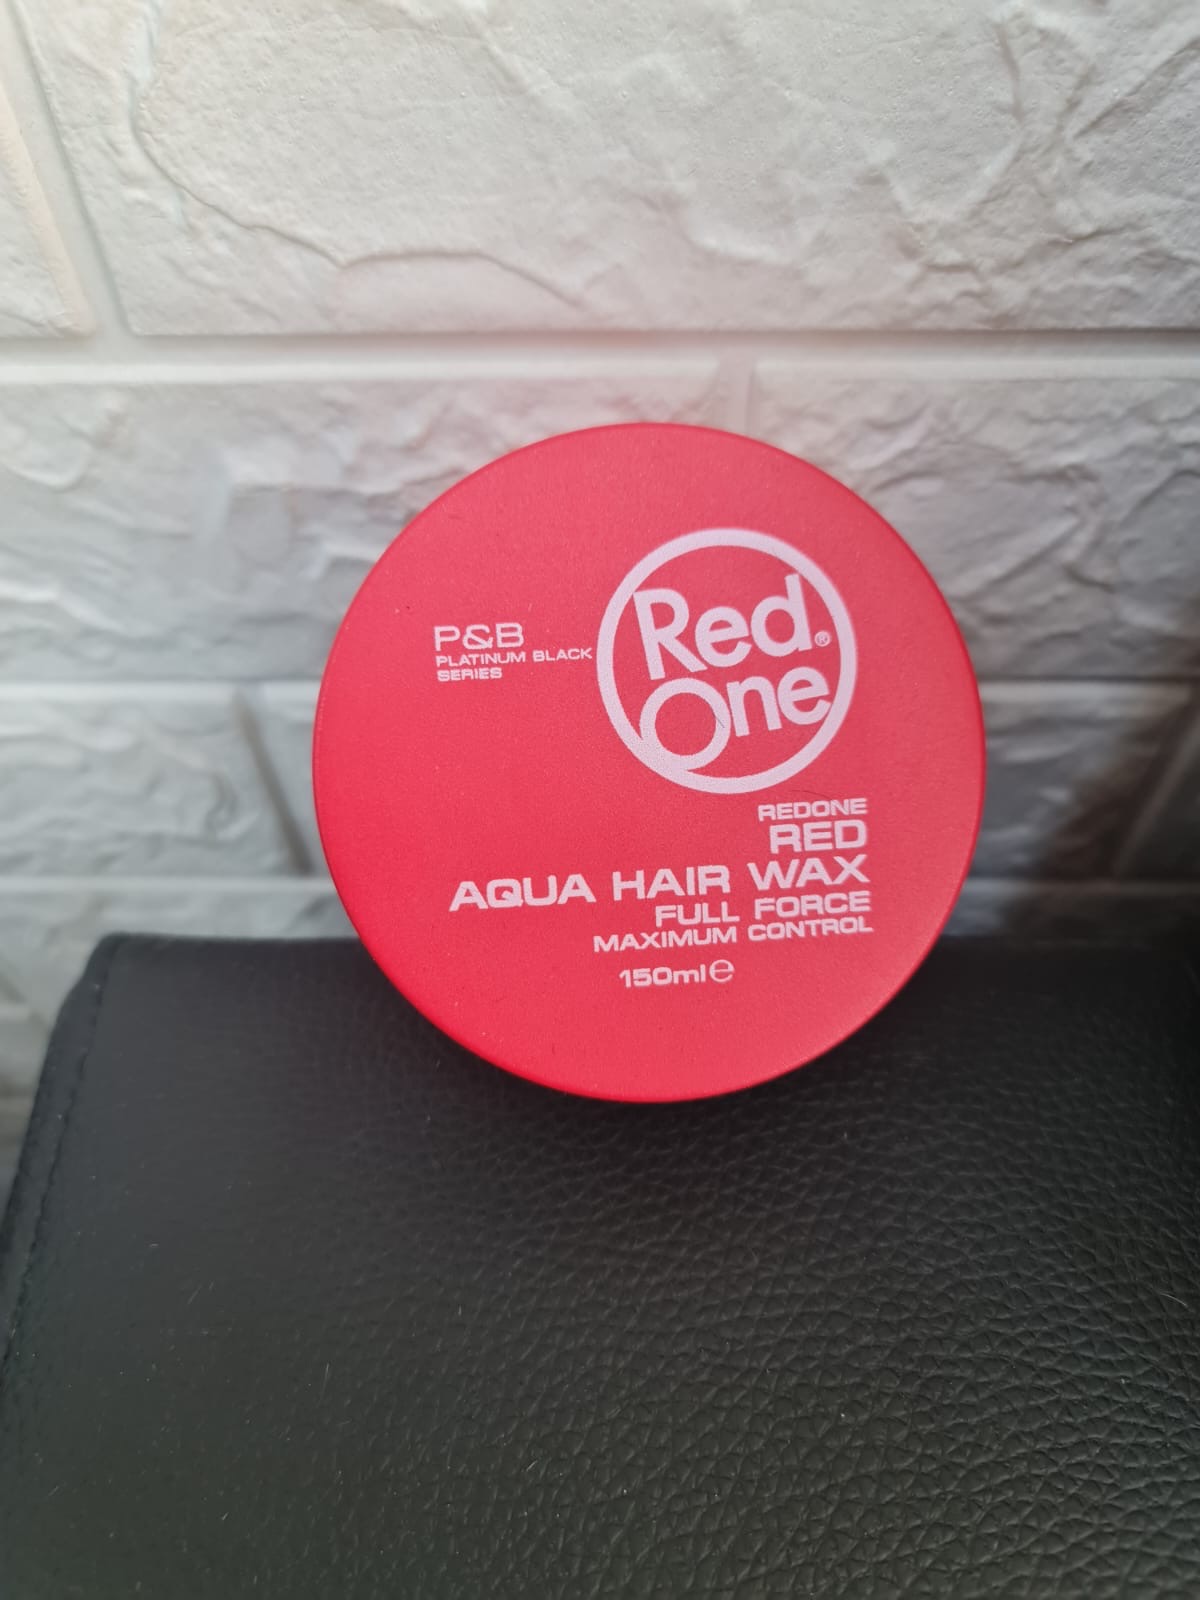 P&B
PLATINUM BLACK
SERIES
Red®
One
REDONE
RED
AQUA HAIR WAX
FULL FORCE
MAXIMUM CONTROL
150ml℮